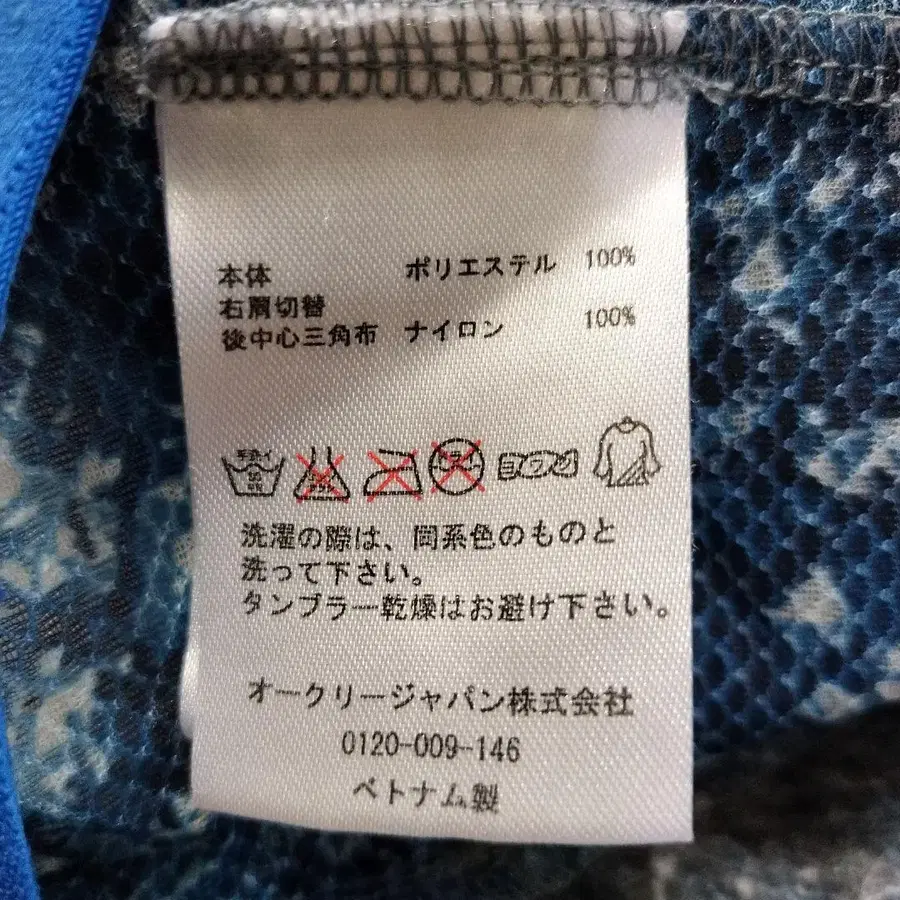 本体 ポリエステル 100%
右肩切替
後中心三角布 ナイロン 100%
手洗イ
30
洗濯の際は、同系色のものと
洗って下さい。
タンブラー乾燥はお避け下さい。
オークリージャパン株式会社
0120-009-146
ベトナム製